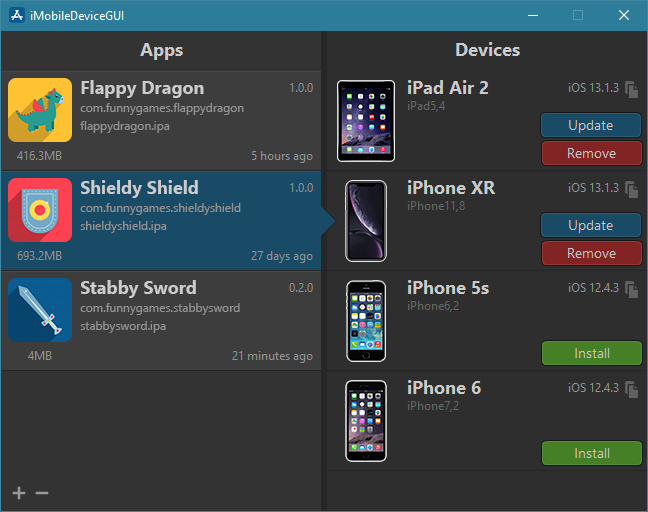 iMobileDeviceGUI
Apps
Flappy Dragon 1.0.0
com.funnygames.flappydragon
flappydragon.ipa
416.3MB 5 hours ago
Shieldy Shield 1.0.0
com.funnygames.shieldyshield
shieldyshield.ipa
693.2MB 27 days ago
Stabby Sword 0.2.0
com.funnygames.stabbysword
stabbysword.ipa
4MB 21 minutes ago
Devices
iPad Air 2 iOS 13.1.3
iPad5,4
Update
Remove
iPhone XR iOS 13.1.3
iPhone11,8
Update
Remove
iPhone 5s iOS 12.4.3
iPhone6,2
Install
iPhone 6 iOS 12.4.3
iPhone7,2
Install